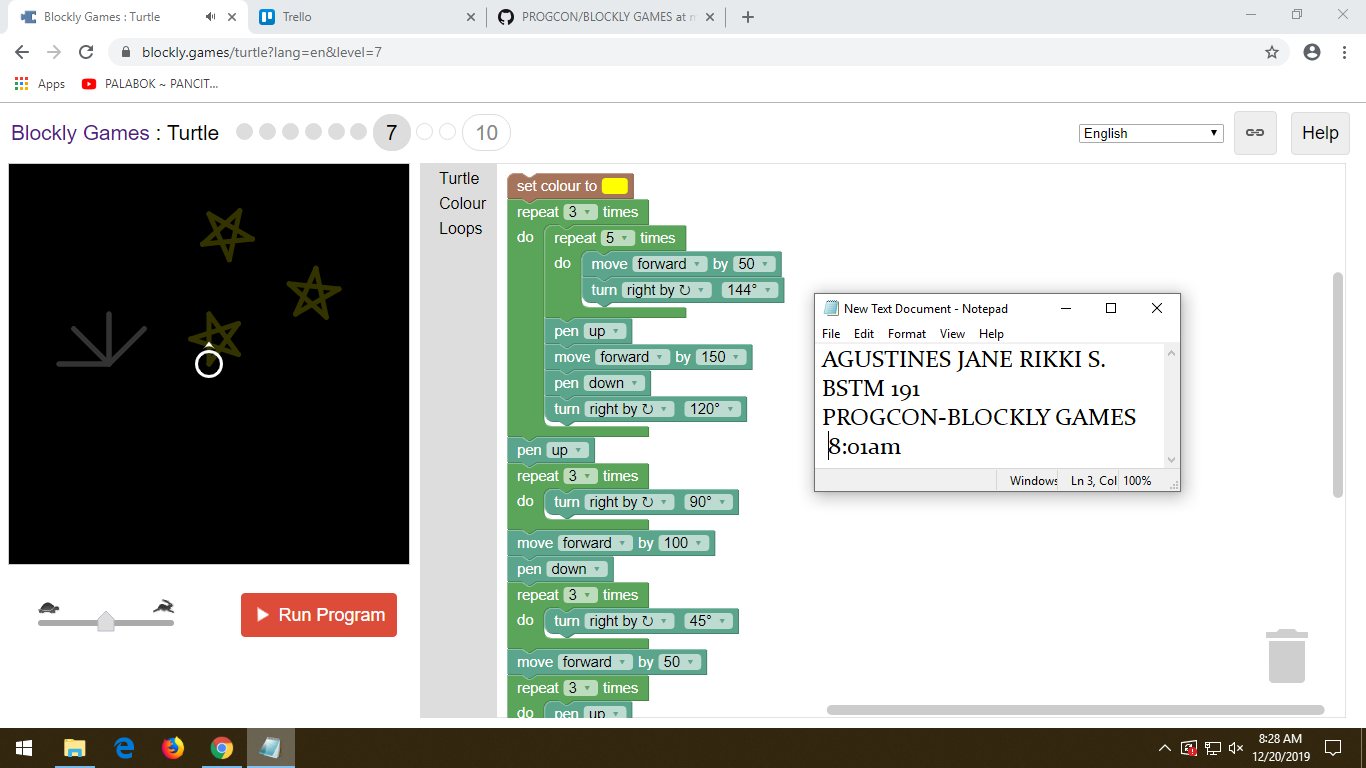 Blockly Games : Turtle
Trello
PROGCON/BLOCKLY GAMES at m
blockly.games/turtle?lang=en&level=7
Apps
PALABOK ~ PANCIT...
Blockly Games : Turtle
7
10
English
Help
Turtle
Colour
Loops
set colour to
repeat 3 times
do
repeat 5 times
do
move forward by 50
turn right by ↻ 144°
pen up
move forward by 150
pen down
turn right by ↻ 120°
pen up
repeat 3 times
do turn right by ↻ 90°
move forward by 100
pen down
repeat 3 times
do turn right by ↻ 45°
move forward by 50
repeat 3 times
do pen up
Run Program
New Text Document - Notepad
File Edit Format View Help
AGUSTINES JANE RIKKI S.
BSTM 191
PROGCON-BLOCKLY GAMES
8:01am
Windows
Ln 3, Col
100%
8:28 AM
12/20/2019